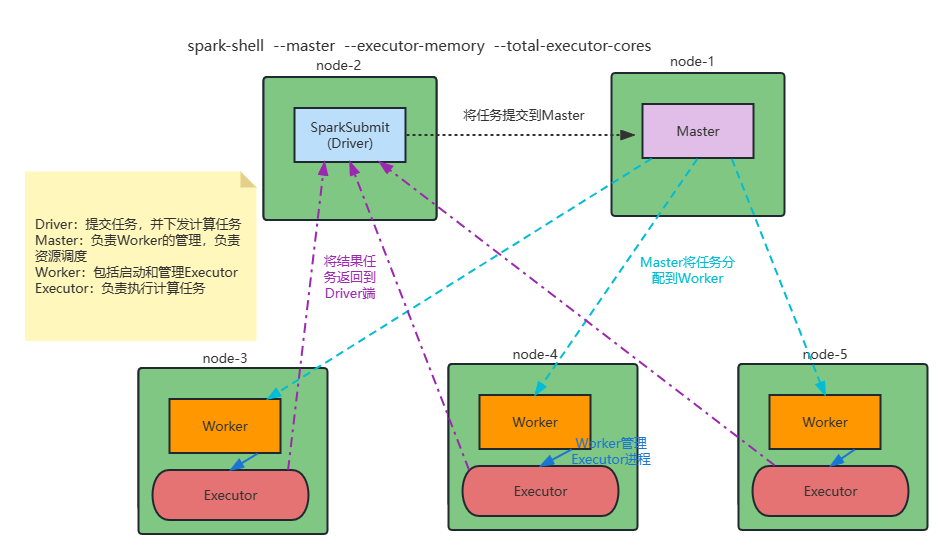 spark-shell --master --executor-memory --total-executor-cores
node-2
node-1
SparkSubmit
(Driver)
将任务提交到Master
Master
Driver：提交任务，并下发计算任务
Master：负责Worker的管理，负责
资源调度
Worker：包括启动和管理Executor
Executor：负责执行计算任务
将结果任
务返回到
Driver端
Master将任务分
配到Worker
node-3
node-4
node-5
Worker
Worker
Worker
Worker管理
Executor进程
Executor
Executor
Executor